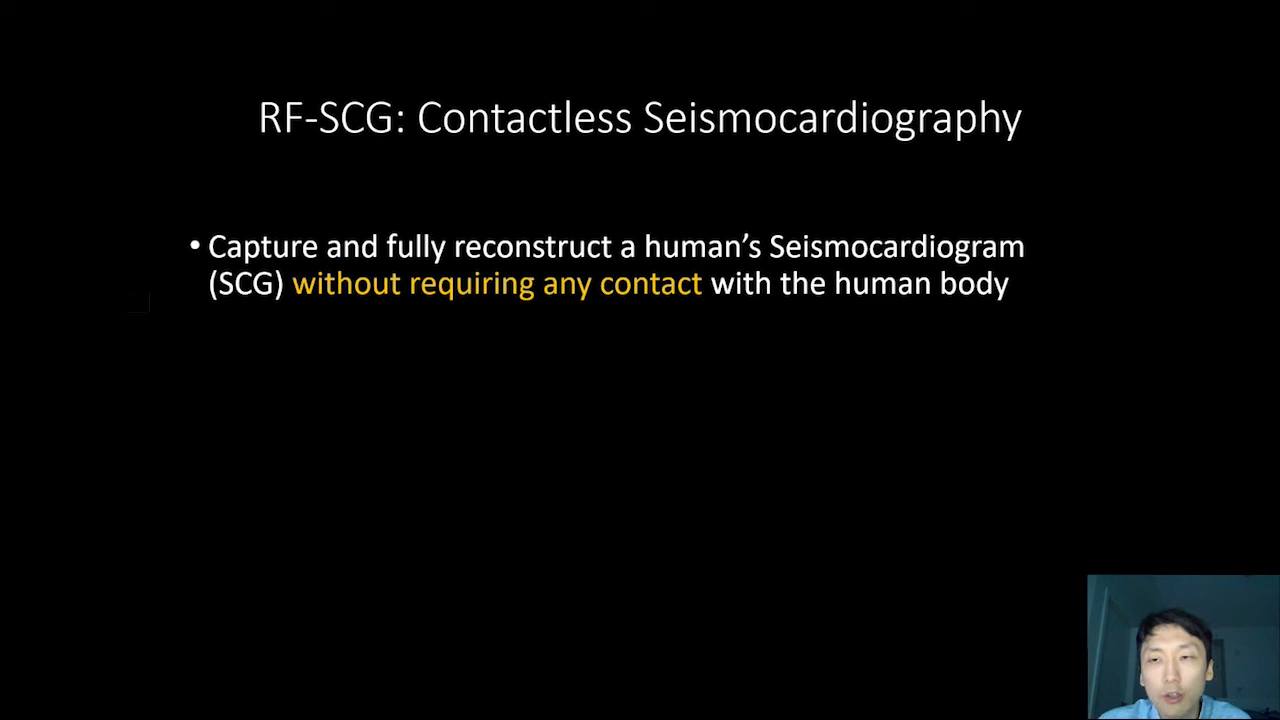 RF-SCG: Contactless Seismocardiography
• Capture and fully reconstruct a human’s Seismocardiogram
(SCG) without requiring any contact with the human body